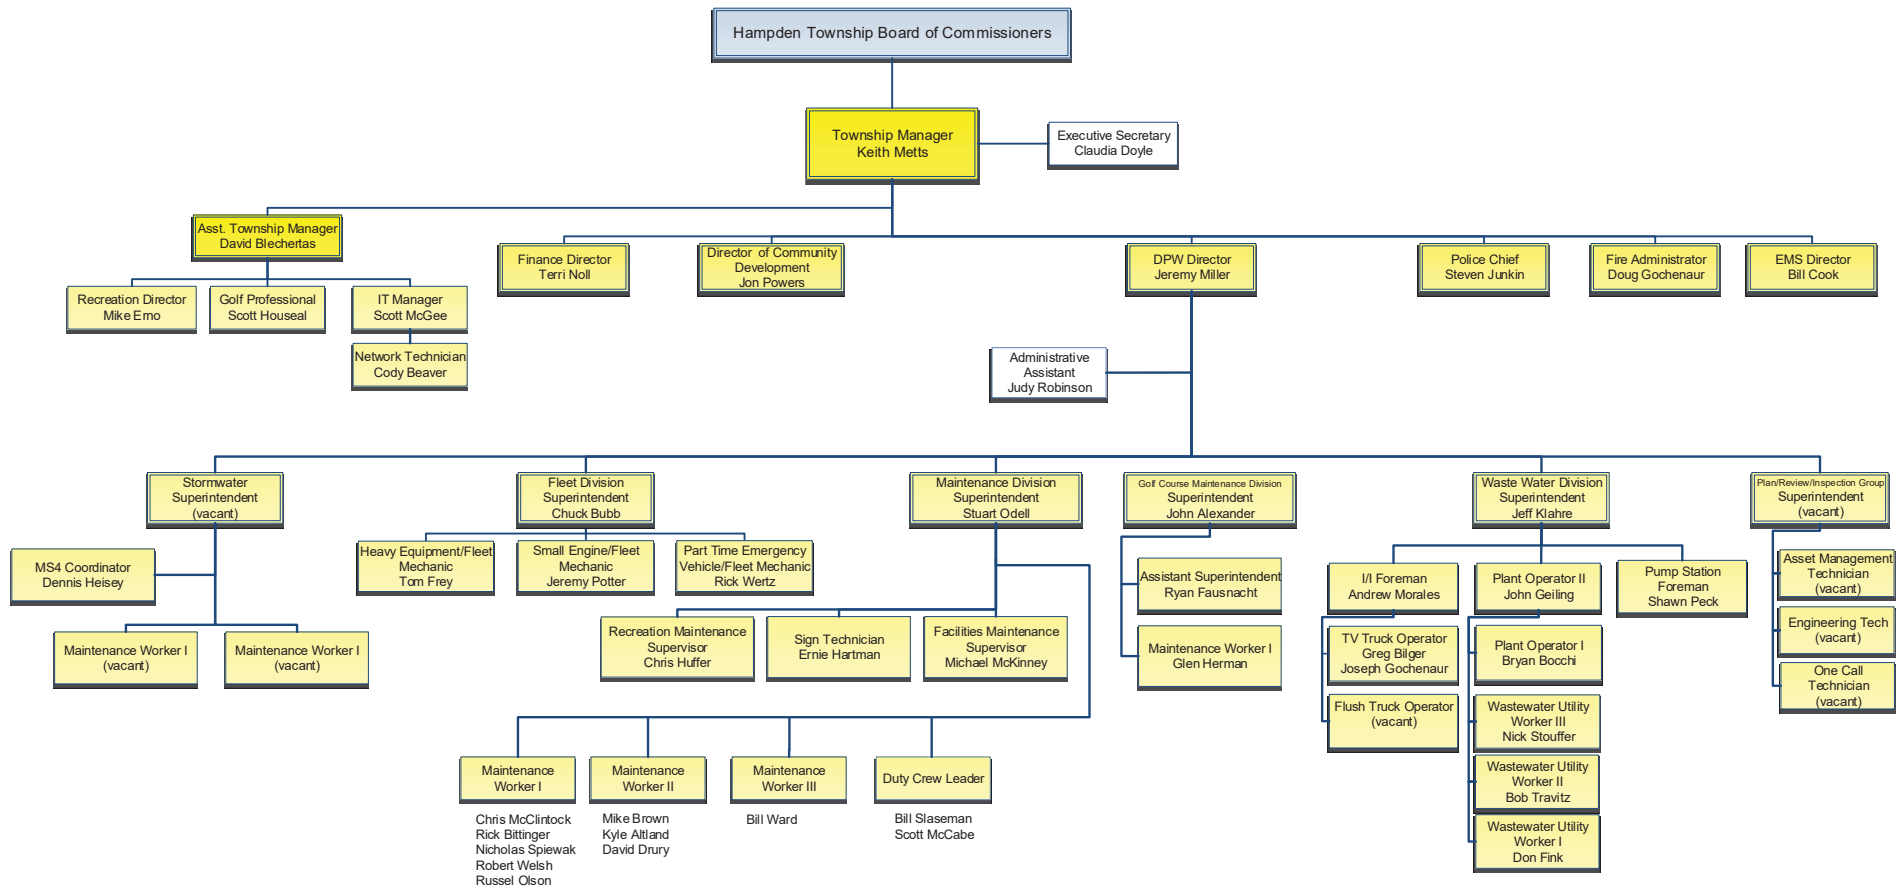 Hampden Township Board of Commissioners
Township Manager
Keith Metts
Executive Secretary
Claudia Doyle
Asst. Township Manager
David Blechertas
Finance Director
Terri Noll
Director of Community
Development
Jon Powers
DPW Director
Jeremy Miller
Police Chief
Steven Junkin
Fire Administrator
Doug Gochenaur
EMS Director
Bill Cook
Recreation Director
Mike Erno
Golf Professional
Scott Houseal
IT Manager
Scott McGee
Network Technician
Cody Beaver
Administrative
Assistant
Judy Robinson
Stormwater
Superintendent
(vacant)
Fleet Division
Superintendent
Chuck Bubb
Maintenance Division
Superintendent
Stuart Odell
Golf Course Maintenance Division
Superintendent
John Alexander
Waste Water Division
Superintendent
Jeff Klahre
Plan/Review/Inspection Group
Superintendent
(vacant)
MS4 Coordinator
Dennis Heisey
Maintenance Worker I
(vacant)
Maintenance Worker I
(vacant)
Heavy Equipment/Fleet
Mechanic
Tom Frey
Small Engine/Fleet
Mechanic
Jeremy Potter
Part Time Emergency
Vehicle/Fleet Mechanic
Rick Wertz
Recreation Maintenance
Supervisor
Chris Huffer
Sign Technician
Ernie Hartman
Facilities Maintenance
Supervisor
Michael McKinney
Assistant Superintendent
Ryan Fausnacht
Maintenance Worker I
Glen Herman
I/I Foreman
Andrew Morales
TV Truck Operator
Greg Bilger
Joseph Gochenaur
Flush Truck Operator
(vacant)
Plant Operator II
John Geiling
Plant Operator I
Bryan Bocchi
Wastewater Utility
Worker III
Nick Stouffer
Wastewater Utility
Worker II
Bob Travitz
Wastewater Utility
Worker I
Don Fink
Pump Station
Foreman
Shawn Peck
Asset Management
Technician
(vacant)
Engineering Tech
(vacant)
One Call
Technician
(vacant)
Maintenance
Worker I
Chris McClintock
Rick Bittinger
Nicholas Spiewak
Robert Welsh
Russel Olson
Maintenance
Worker II
Mike Brown
Kyle Altland
David Drury
Maintenance
Worker III
Bill Ward
Duty Crew Leader
Bill Slaseman
Scott McCabe